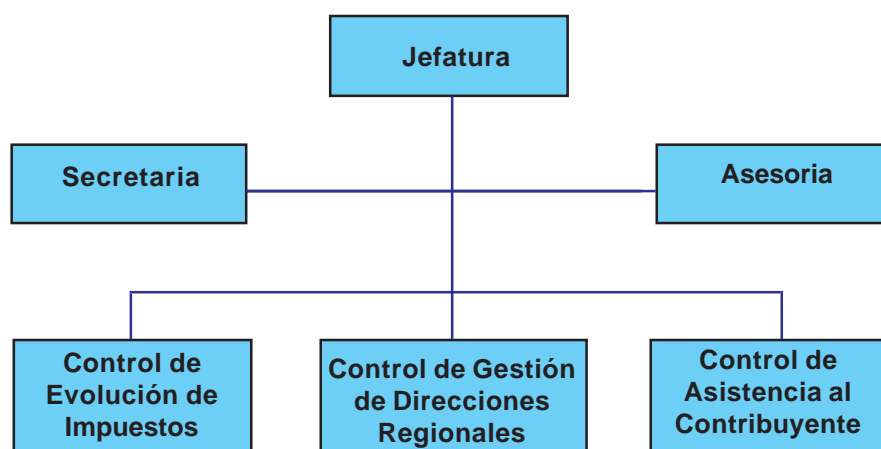 Jefatura
Secretaria
Asesoria
Control de
Evolución de
Impuestos
Control de Gestión
de Direcciones
Regionales
Control de
Asistencia al
Contribuyente